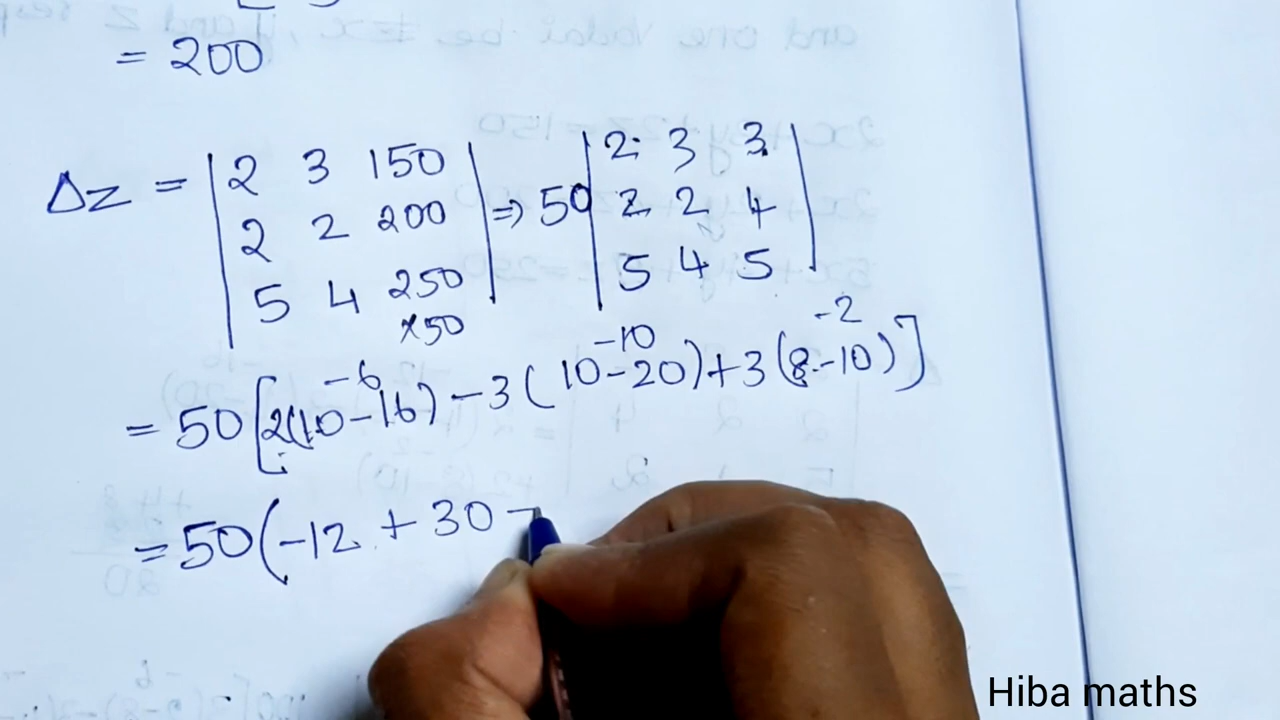 = 200
Δz = | 2 3 150 | ⇒ 50 | 2 3 3 |
| 2 2 200 | | 2 2 4 |
| 5 4 250 | | 5 4 5 |
×50
-6 -10 -2
= 50 [2(10-16) -3(10-20)+3(8-10)]
= 50(-12 + 30 -
Hiba maths